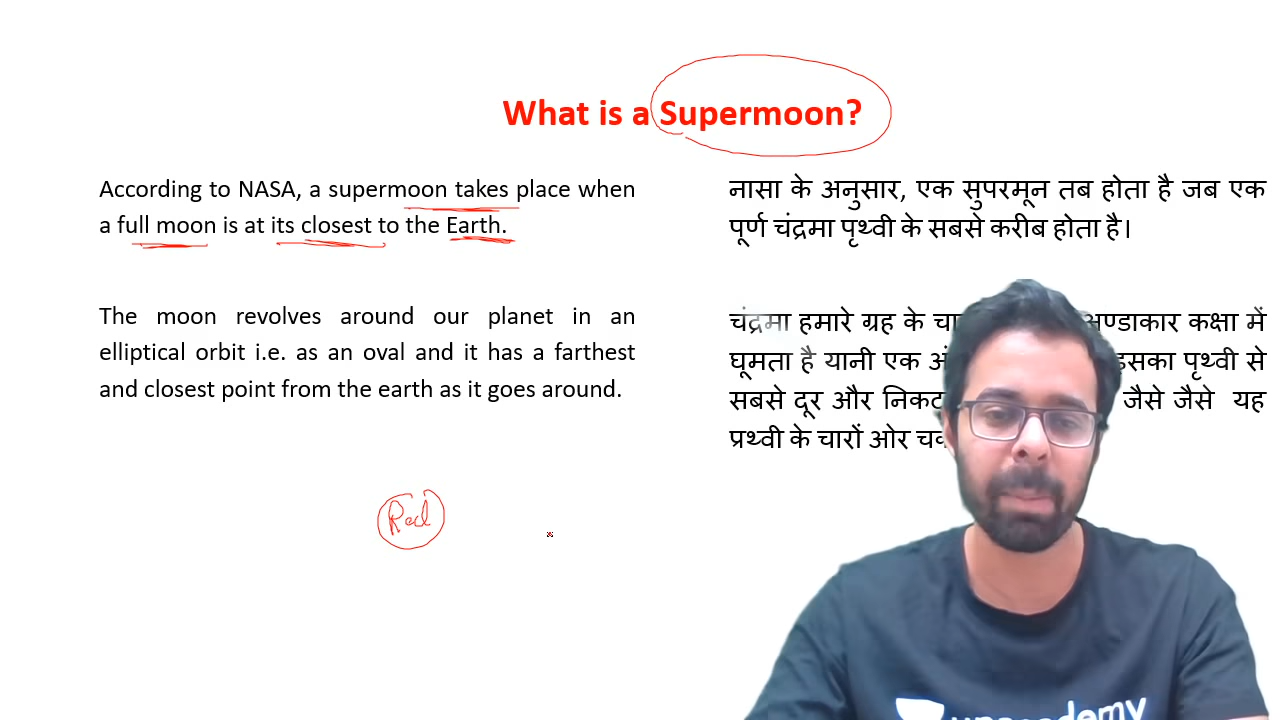 What is a Supermoon?
According to NASA, a supermoon takes place when
a full moon is at its closest to the Earth.
The moon revolves around our planet in an
elliptical orbit i.e. as an oval and it has a farthest
and closest point from the earth as it goes around.
Red
नासा के अनुसार, एक सुपरमून तब होता है जब एक
पूर्ण चंद्रमा पृथ्वी के सबसे करीब होता है।
चंद्रमा हमारे ग्रह के अण्डाकार कक्षा में
घूमता है यानी एक पृथ्वी से
सबसे दूर और जैसे जैसे यह
प्रथ्वी के चारों ओर